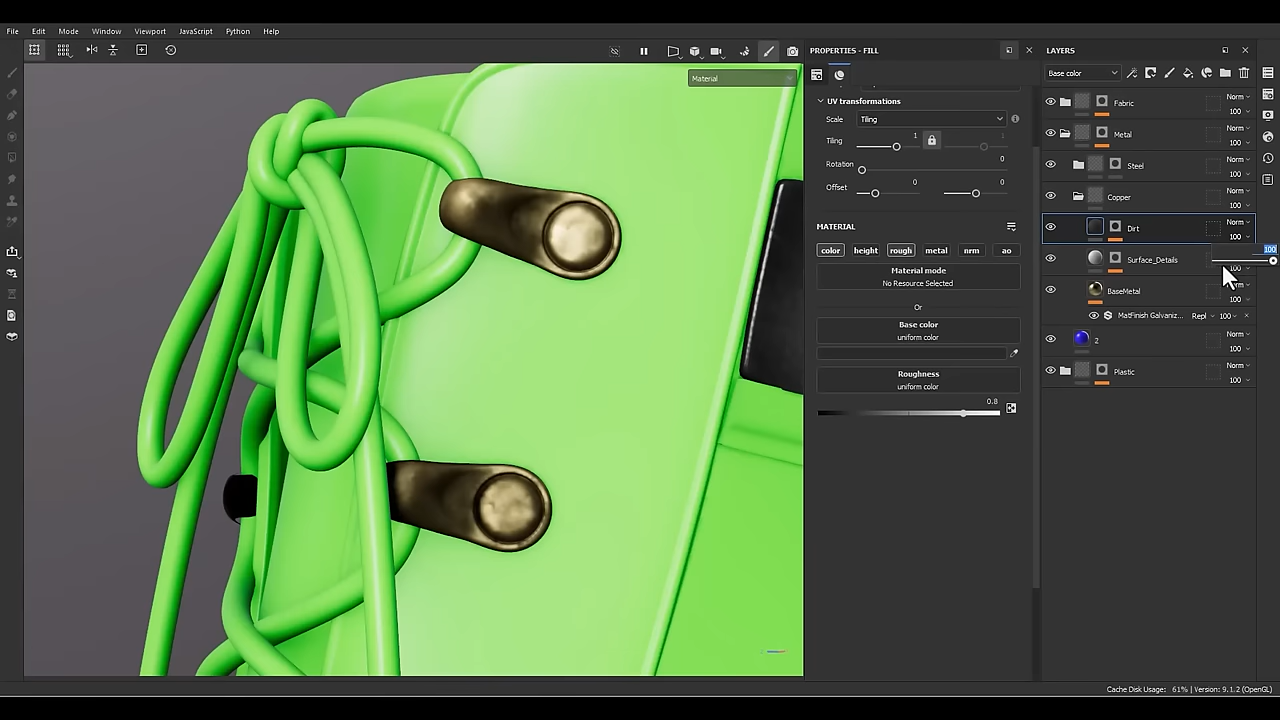 File Edit Mode Window Viewport JavaScript Python Help
Material
PROPERTIES - FILL
UV transformations
Scale Tiling
Tiling 1 1
Rotation 0
Offset 0 0
MATERIAL
color height rough metal nrm ao
Material mode
No Resource Selected
Or
Base color
uniform color
Roughness
uniform color
0.8
LAYERS
Base color
Fabric Norm
100
Metal Norm
100
Steel Norm
100
Copper Norm
100
Dirt Norm
100
100
Surface_Details
100
BaseMetal Norm
100
MatFinish Galvaniz... Repl 100
2 Norm
100
Plastic Norm
100
Cache Disk Usage: 61% | Version: 9.1.2 (OpenGL)